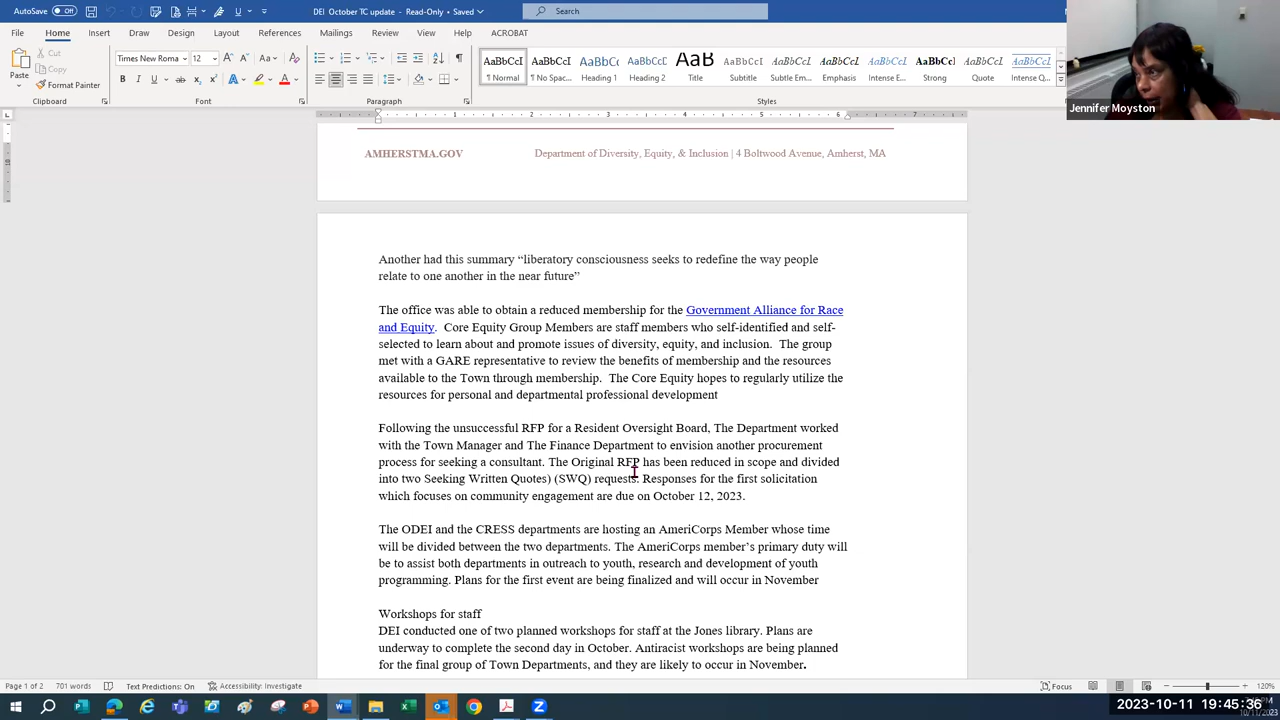 AutoSave Off
DEI October TC update - Read-Only • Saved
Search
File Home Insert Draw Design Layout References Mailings Review View Help ACROBAT
Paste
Cut
Copy
Format Painter
Times New Roma 12
AaBbCcI AaBbCcI AaBbC AaBbCc AaB AaBbCcD AaBbCcI AaBbCcI AaBbCcI AaBbCc AaBbCcI AaBbCcI
¶ Normal ¶ No Spac... Heading 1 Heading 2 Title Subtitle Subtle Em... Emphasis Intense E... Strong Quote Intense Q...
Clipboard Font Paragraph Styles
Jennifer Moyston
1 2 3 4 5 6 7
AMHERSTMA.GOV Department of Diversity, Equity, & Inclusion | 4 Boltwood Avenue, Amherst, MA
Another had this summary “liberatory consciousness seeks to redefine the way people
relate to one another in the near future”
The office was able to obtain a reduced membership for the Government Alliance for Race
and Equity. Core Equity Group Members are staff members who self-identified and self-
selected to learn about and promote issues of diversity, equity, and inclusion. The group
met with a GARE representative to review the benefits of membership and the resources
available to the Town through membership. The Core Equity hopes to regularly utilize the
resources for personal and departmental professional development
Following the unsuccessful RFP for a Resident Oversight Board, The Department worked
with the Town Manager and The Finance Department to envision another procurement
process for seeking a consultant. The Original RFP has been reduced in scope and divided
into two Seeking Written Quotes) (SWQ) requests. Responses for the first solicitation
which focuses on community engagement are due on October 12, 2023.
The ODEI and the CRESS departments are hosting an AmeriCorps Member whose time
will be divided between the two departments. The AmeriCorps member’s primary duty will
be to assist both departments in outreach to youth, research and development of youth
programming. Plans for the first event are being finalized and will occur in November
Workshops for staff
DEI conducted one of two planned workshops for staff at the Jones library. Plans are
underway to complete the second day in October. Antiracist workshops are being planned
for the final group of Town Departments, and they are likely to occur in November.
Page 1 of 2 701 words Text Predictions: On Accessibility: Investigate Focus 120%
2023-10-11 19:45:36